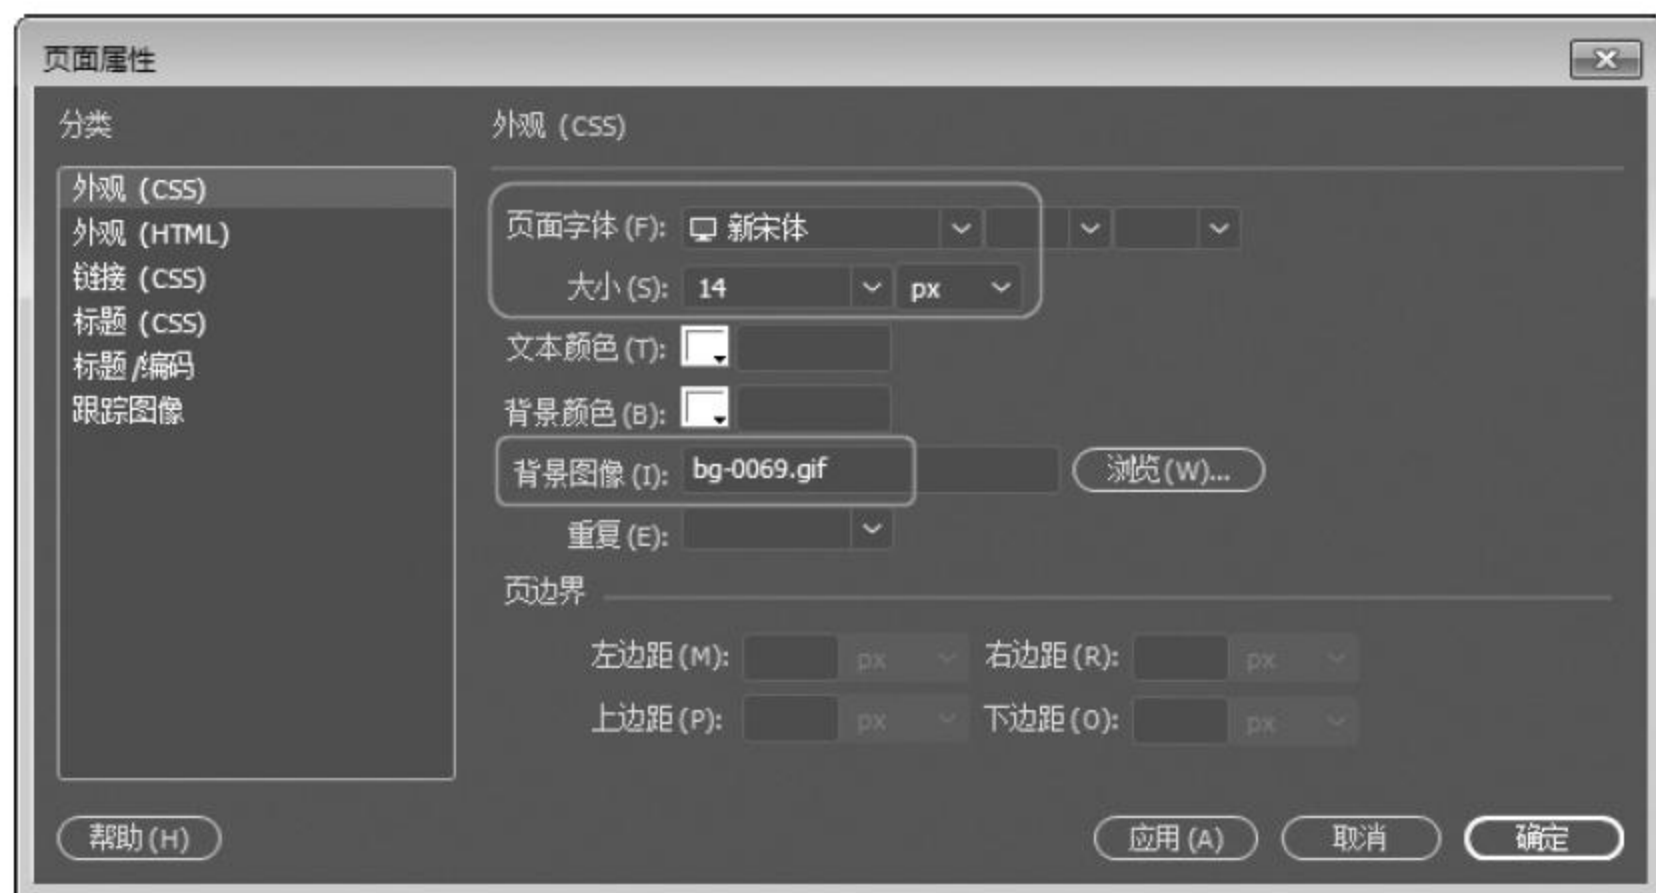 页面属性
分类
外观 (CSS)
外观 (HTML)
链接 (CSS)
标题 (CSS)
标题/编码
跟踪图像
外观 (CSS)
页面字体(F): 新宋体
大小(S): 14 px
文本颜色(T):
背景颜色(B):
背景图像(I): bg-0069.gif 浏览(W)...
重复(E):
页边界
左边距(M): px 右边距(R): px
上边距(P): px 下边距(O): px
帮助(H) 应用(A) 取消 确定